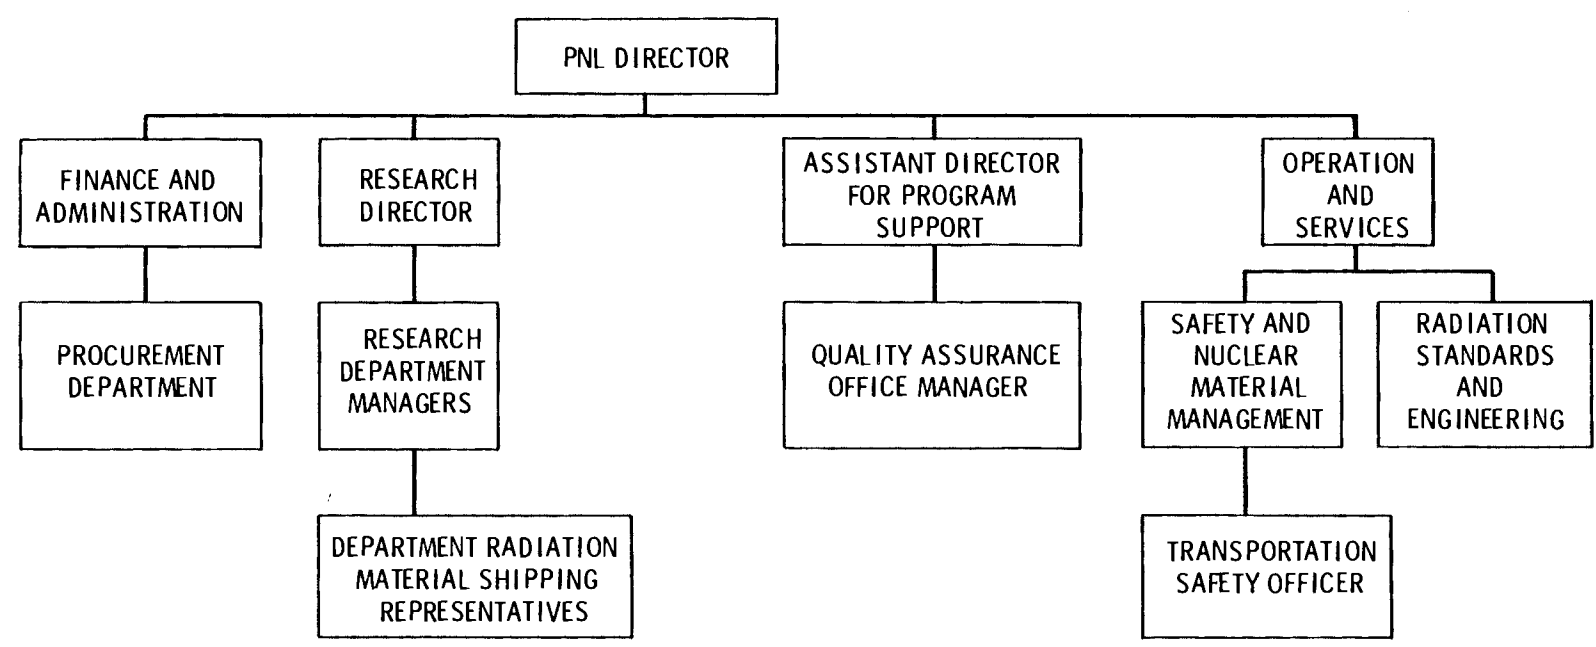 PNL DIRECTOR
FINANCE AND
ADMINISTRATION
RESEARCH
DIRECTOR
ASSISTANT DIRECTOR
FOR PROGRAM
SUPPORT
OPERATION
AND
SERVICES
PROCUREMENT
DEPARTMENT
RESEARCH
DEPARTMENT
MANAGERS
QUALITY ASSURANCE
OFFICE MANAGER
SAFETY AND
NUCLEAR
MATERIAL
MANAGEMENT
RADIATION
STANDARDS
AND
ENGINEERING
DEPARTMENT RADIATION
MATERIAL SHIPPING
REPRESENTATIVES
TRANSPORTATION
SAFETY OFFICER